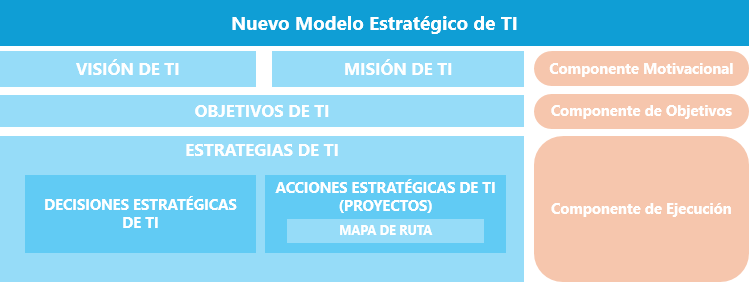 Nuevo Modelo Estratégico de TI
VISIÓN DE TI
MISIÓN DE TI
Componente Motivacional
OBJETIVOS DE TI
Componente de Objetivos
ESTRATEGIAS DE TI
DECISIONES ESTRATÉGICAS
DE TI
ACCIONES ESTRATÉGICAS DE TI
(PROYECTOS)
MAPA DE RUTA
Componente de Ejecución